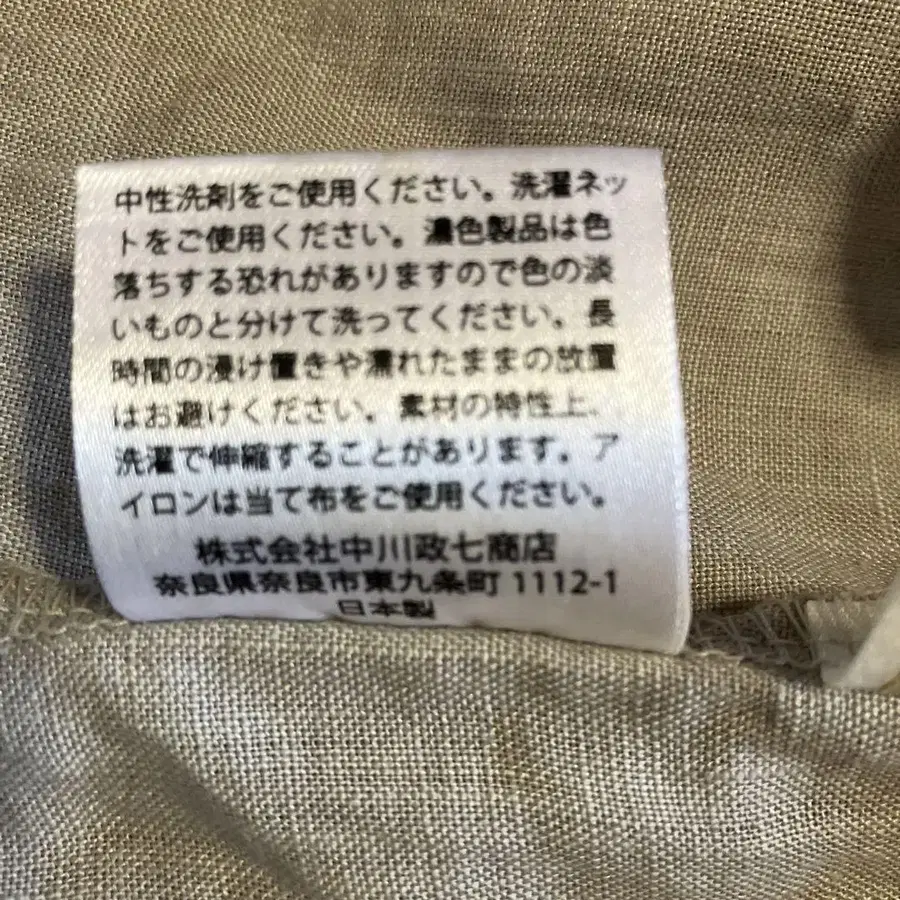 中性洗剤をご使用ください。洗濯ネッ
トをご使用ください。濃色製品は色
落ちする恐れがありますので色の淡
いものと分けて洗ってください。長
時間の浸け置きや濡れたままの放置
はお避けください。素材の特性上、
洗濯で伸縮することがあります。ア
イロンは当て布をご使用ください。
株式会社中川政七商店
奈良県奈良市東九条町 1112-1
日本製